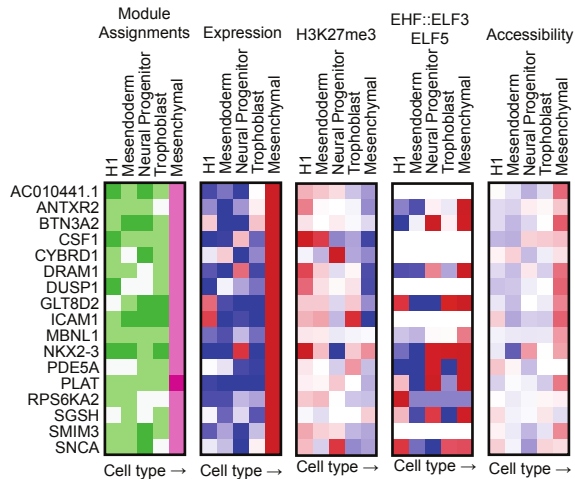 Module
Assignments
Expression
H3K27me3
EHF::ELF3
ELF5
Accessibility
H1
Mesendoderm
Neural Progenitor
Trophoblast
Mesenchymal
H1
Mesendoderm
Neural Progenitor
Trophoblast
Mesenchymal
H1
Mesendoderm
Neural Progenitor
Trophoblast
Mesenchymal
H1
Mesendoderm
Neural Progenitor
Trophoblast
Mesenchymal
H1
Mesendoderm
Neural Progenitor
Trophoblast
Mesenchymal
AC010441.1
ANTXR2
BTN3A2
CSF1
CYBRD1
DRAM1
DUSP1
GLT8D2
ICAM1
MBNL1
NKX2-3
PDE5A
PLAT
RPS6KA2
SGSH
SMIM3
SNCA
Cell type →
Cell type →
Cell type →
Cell type →
Cell type →